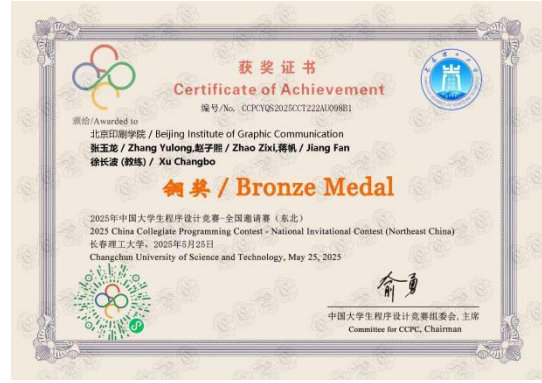 获奖证书
Certificate of Achievement
编号/No. CCPCYQS2025CCT222AU098B1
颁给/Awarded to
北京印刷学院 / Beijing Institute of Graphic Communication
张玉龙 / Zhang Yulong,赵子熙 / Zhao Zixi,蒋帆 / Jiang Fan
徐长波 (教练) / Xu Changbo
铜奖 / Bronze Medal
2025年中国大学生程序设计竞赛-全国邀请赛（东北）
2025 China Collegiate Programming Contest - National Invitational Contest (Northeast China)
长春理工大学, 2025年5月25日
Changchun University of Science and Technology, May 25, 2025
俞勇
中国大学生程序设计竞赛组委会, 主席
Committee for CCPC, Chairman